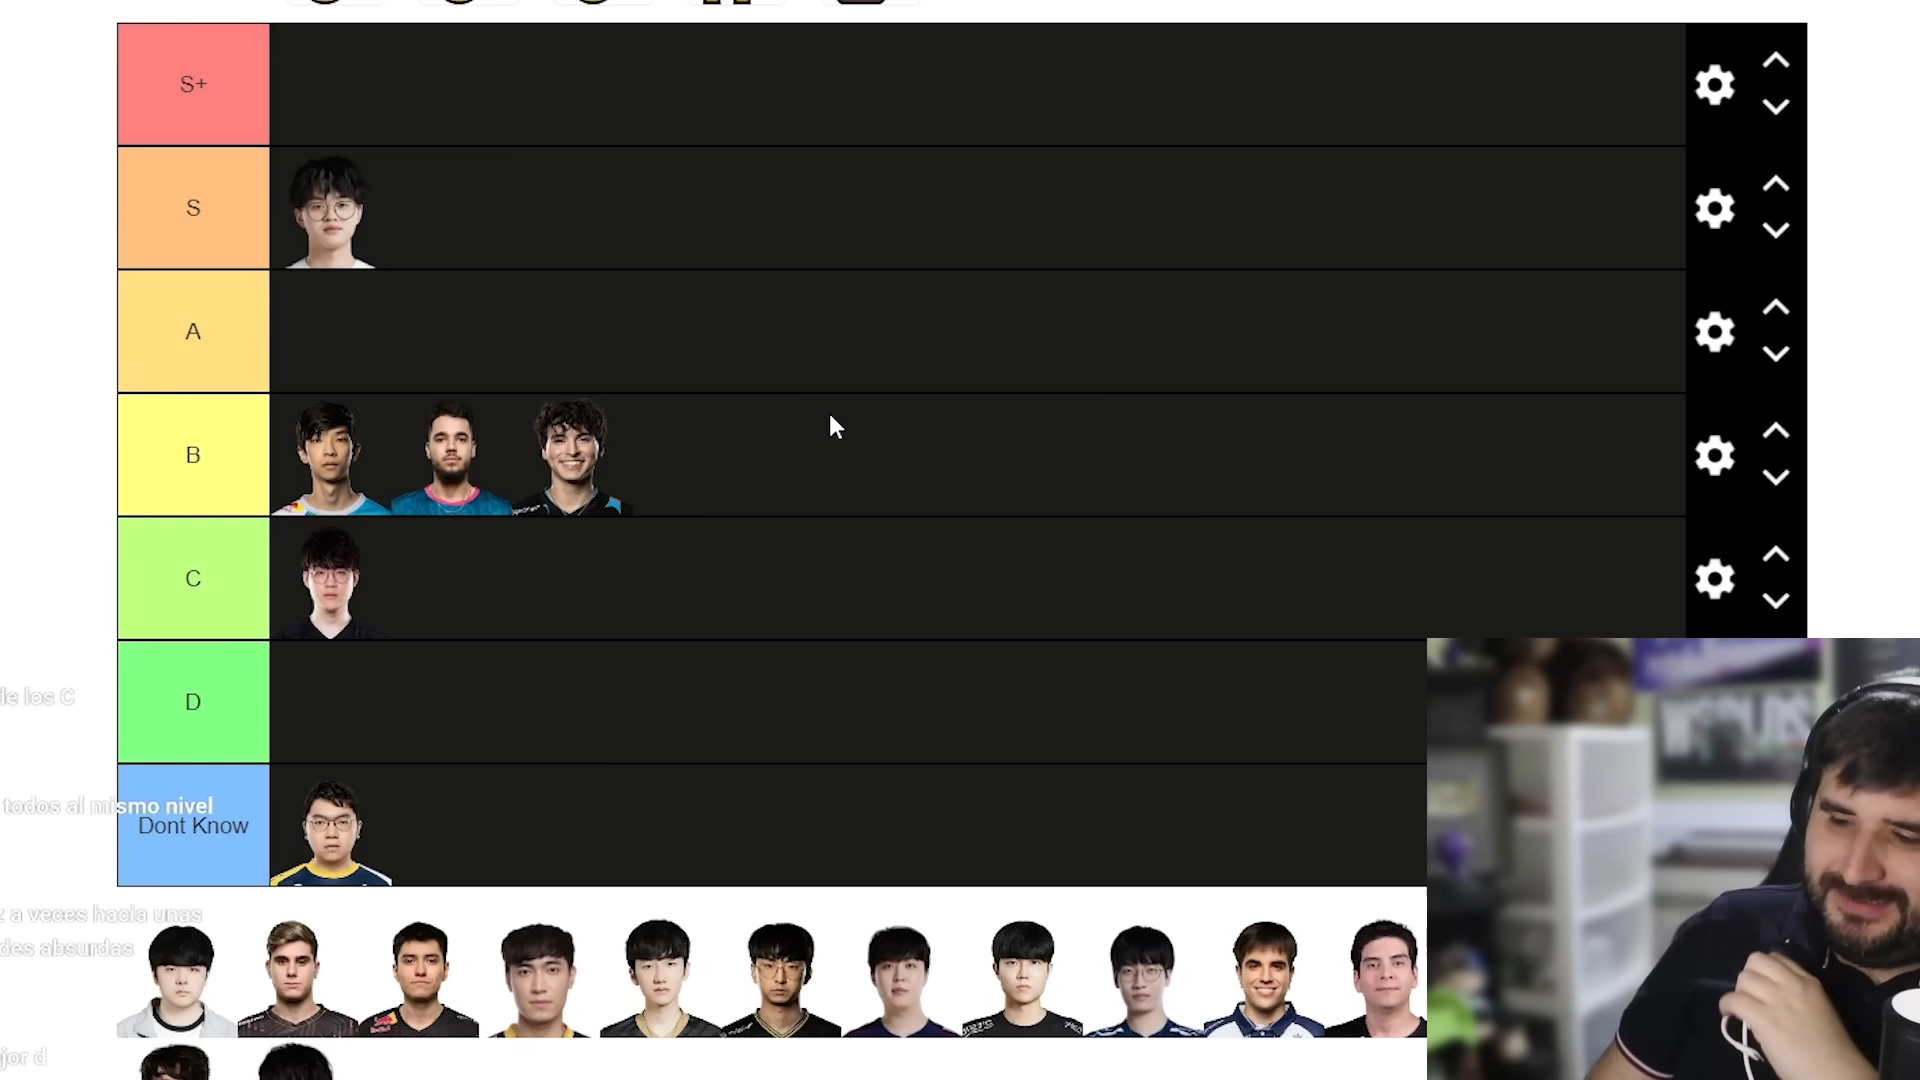 S+
S
A
B
C
D
Dont Know
de los C
todos al mismo nivel
z a veces hacia unas
des absurdas
jor d